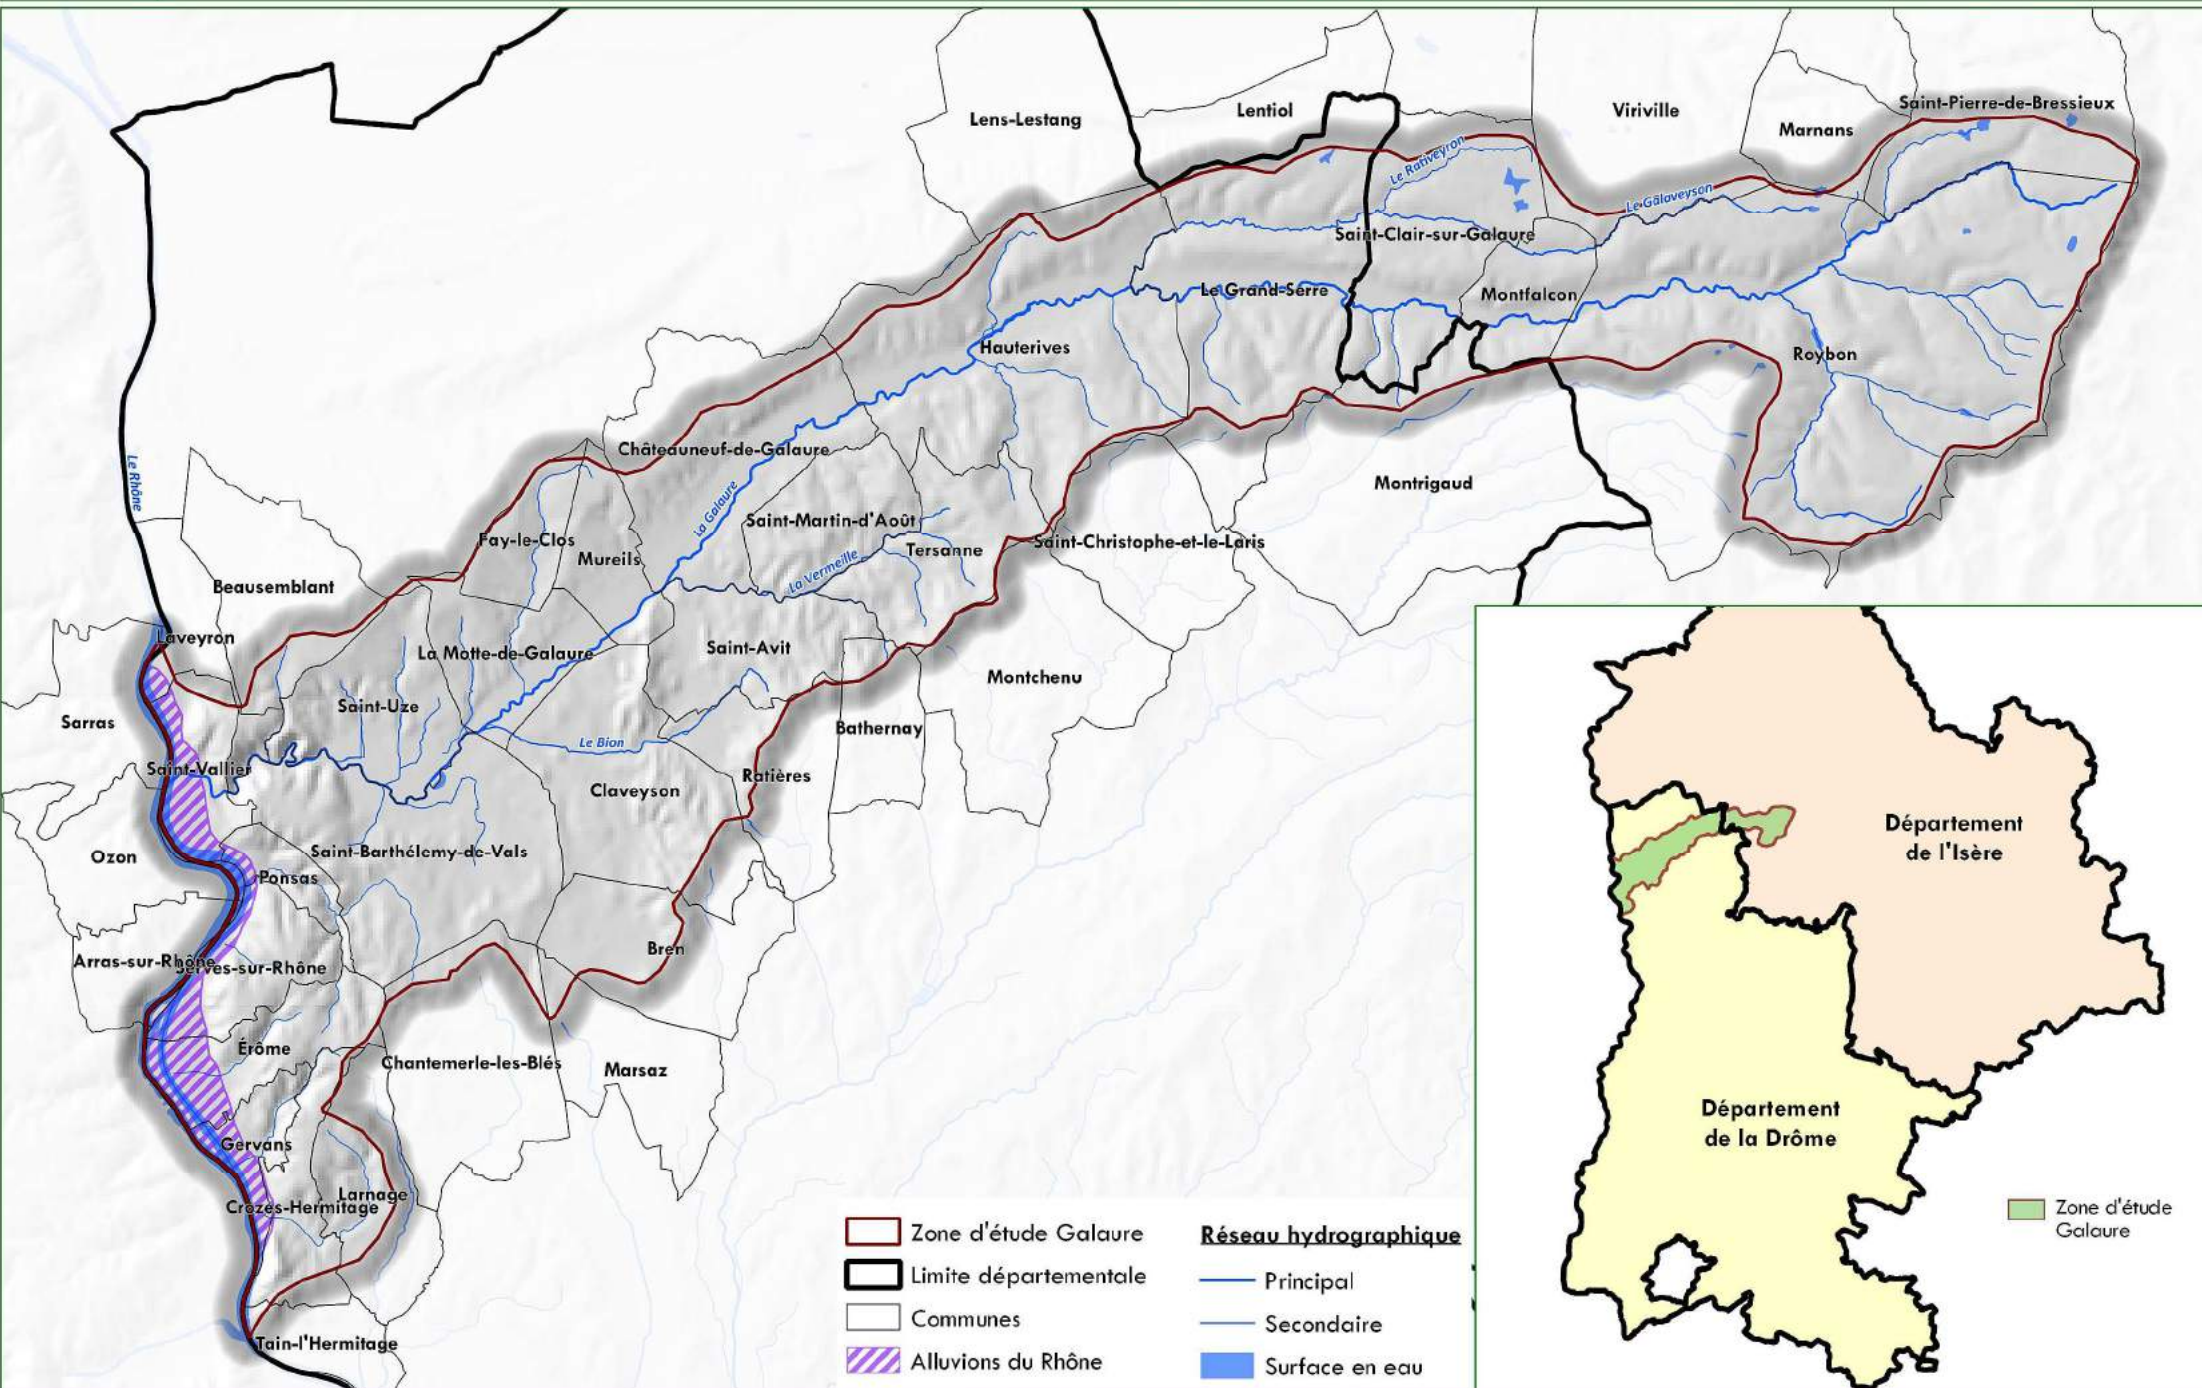 Saint-Pierre-de-Bressieux
Lens-Lestang
Lentiol
Viriville
Marnans
Le Rativeyron
Le Galaveyson
Saint-Clair-sur-Galaure
Le Grand-Serre
Montfalcon
Hauterives
Roybon
Châteauneuf-de-Galaure
Le Rhône
La Galaure
Montrigaud
Saint-Martin-d'Août
Fay-le-Clos
Mureils
Tersanne
Saint-Christophe-et-le-Laris
La Vermeille
Beausemblant
Laveyron
La Motte-de-Galaure
Saint-Avit
Montchenu
Saint-Uze
Sarras
Bathernay
Le Bion
Saint-Vallier
Ratières
Claveyson
Ozon
Saint-Barthélemy-de-Vals
Ponsas
Bren
Arras-sur-Rhône
Serves-sur-Rhône
Érôme
Chantemerle-les-Blés
Marsaz
Gervans
Larnage
Crozes-Hermitage
Tain-l'Hermitage
Zone d'étude Galaure
Limite départementale
Communes
Alluvions du Rhône
Réseau hydrographique
Principal
Secondaire
Surface en eau
Département
de l'Isère
Département
de la Drôme
Zone d'étude
Galaure